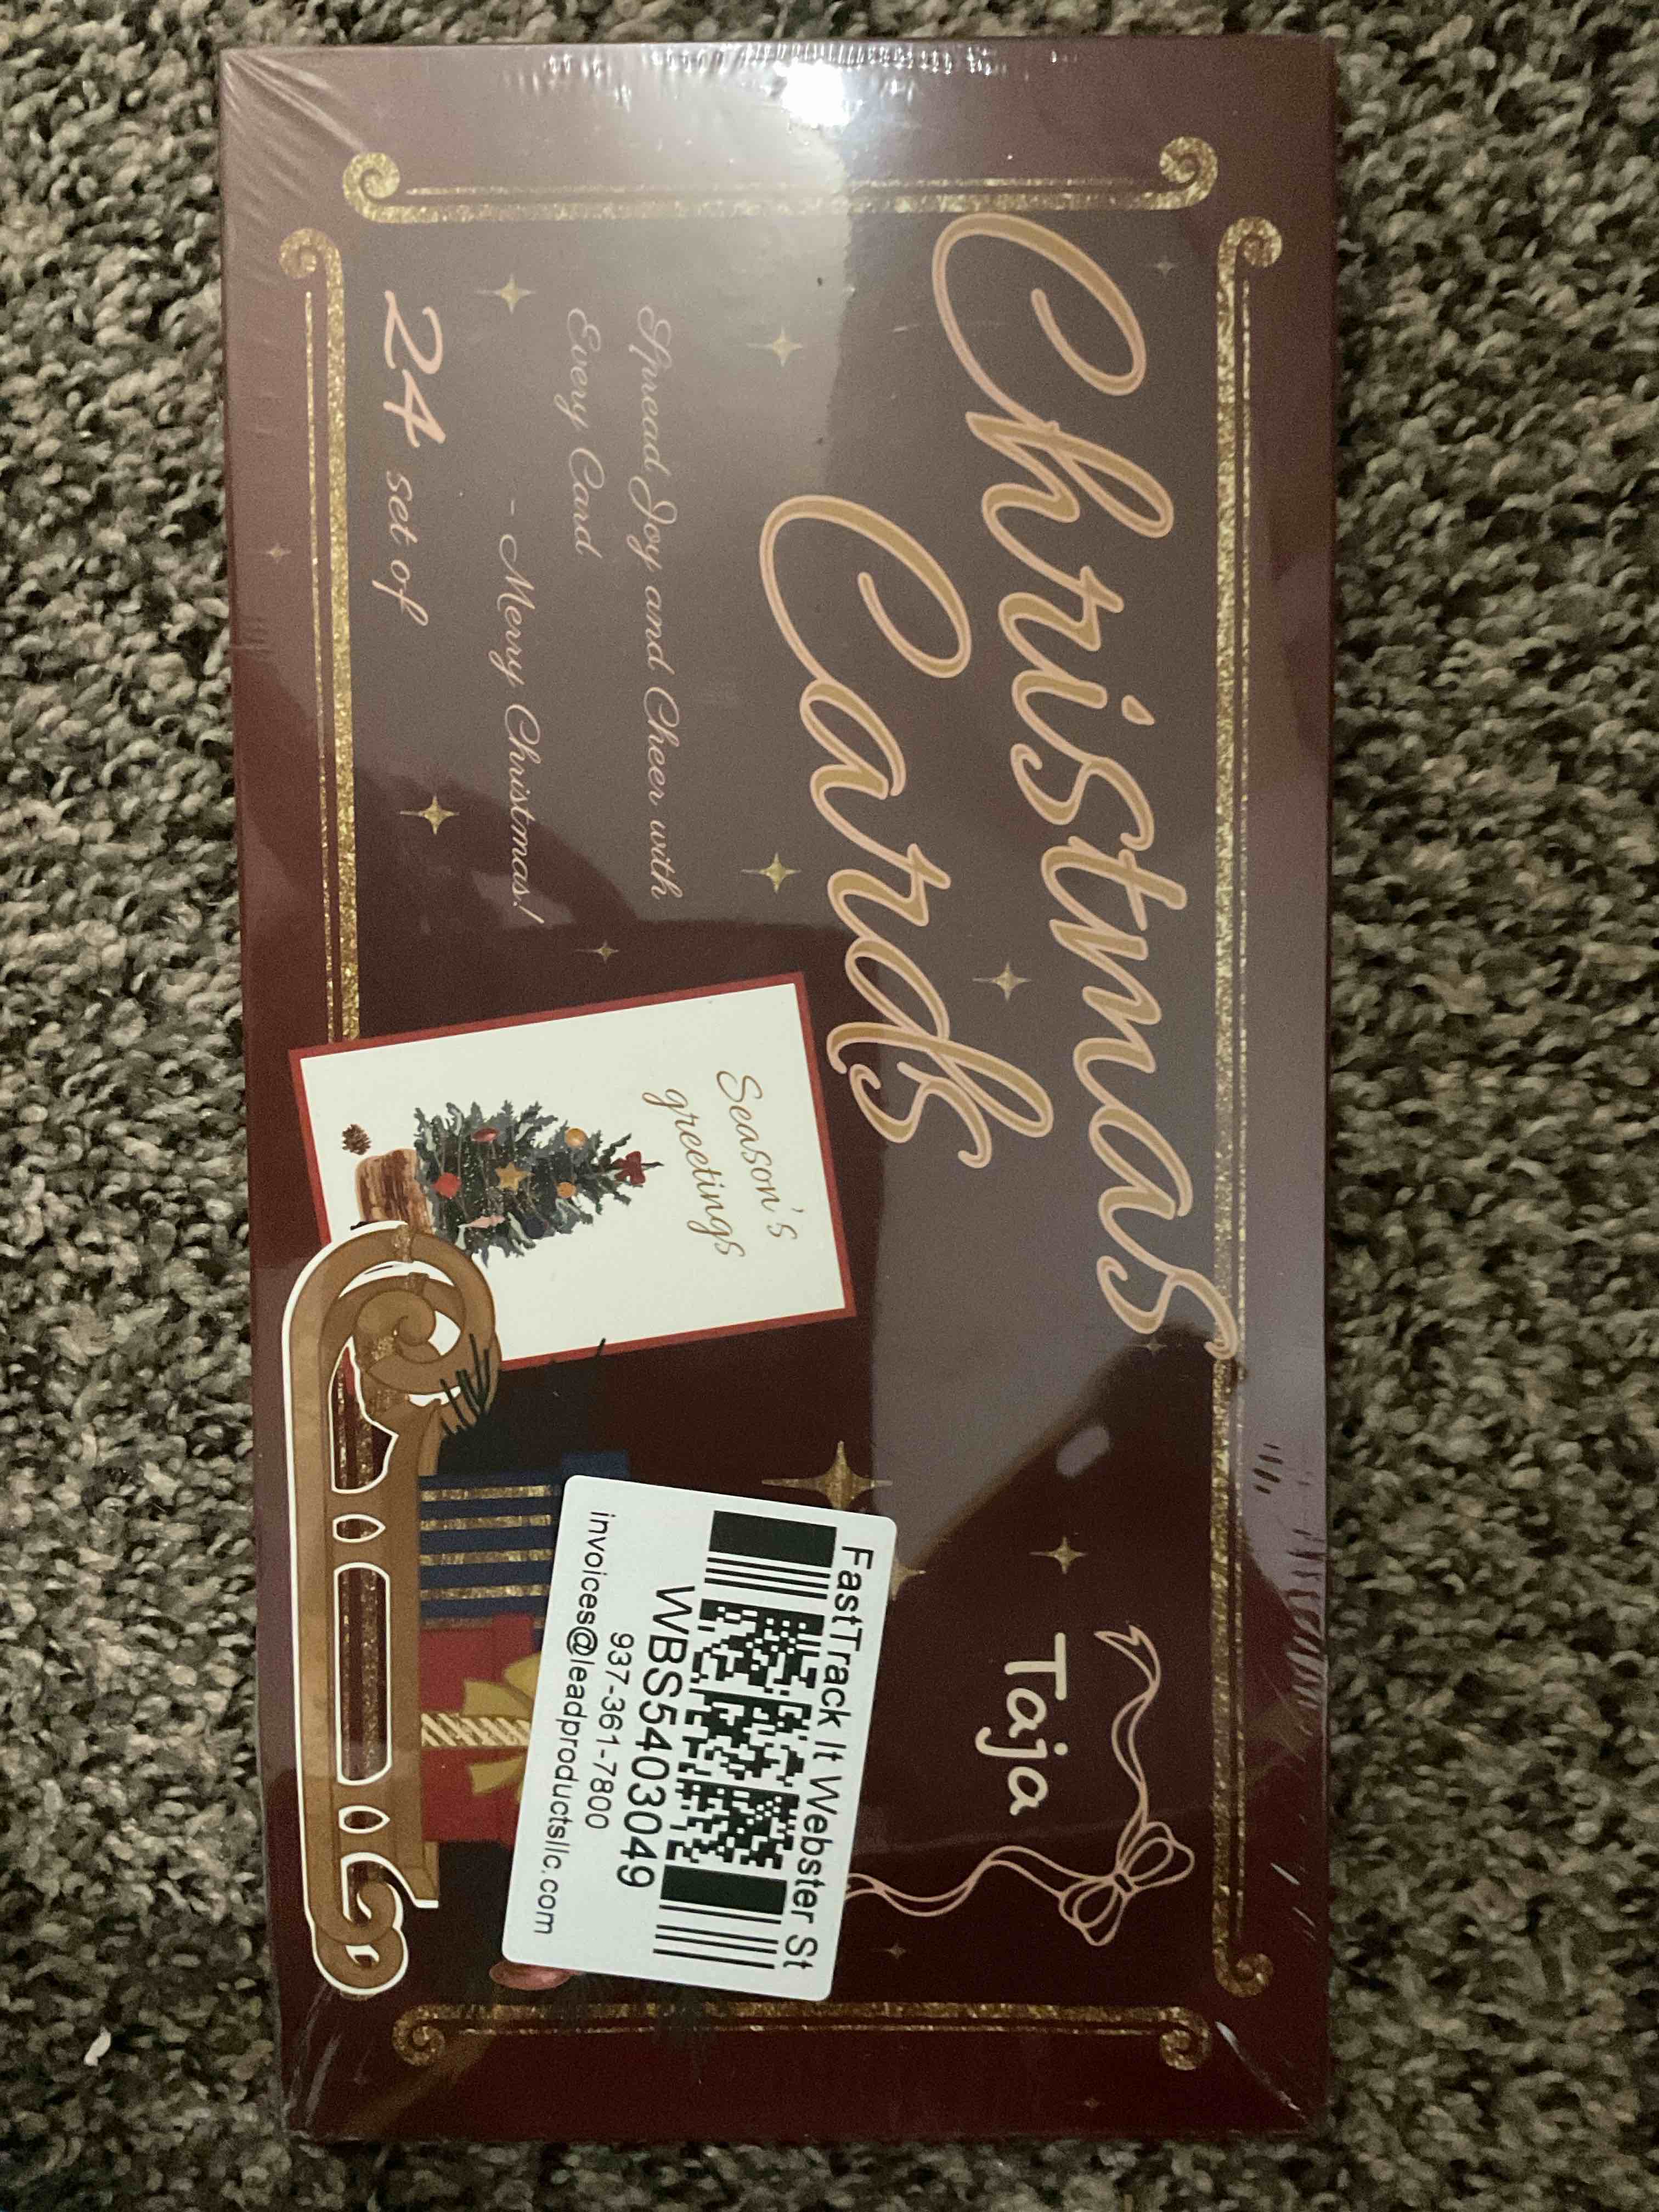 Christmas
Cards
Taja
Spread Joy and Cheer with
Every Card
- Merry Christmas!
24 set of
Season's
greetings
FastTrack It Webster St
WBS5403049
937-361-7800
invoices@leadproductsllc.com